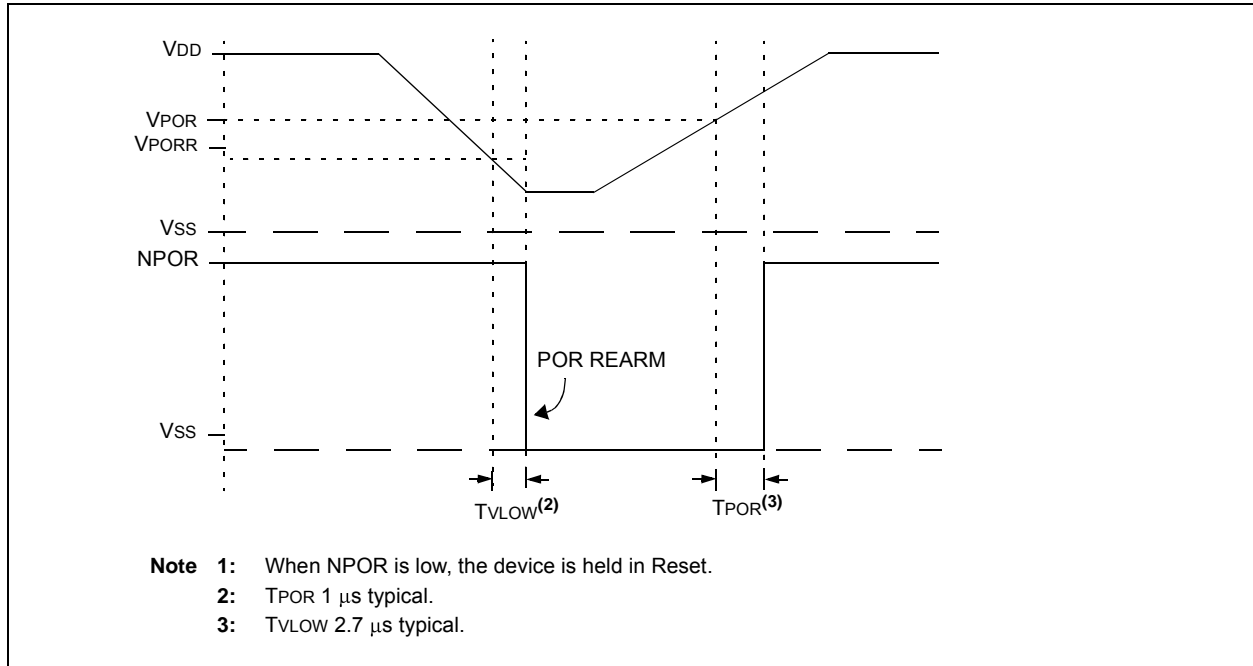 VDD
VPOR
VPORR
VSS
NPOR
POR REARM
VSS
TVLOW(2)
TPOR(3)
Note 1: When NPOR is low, the device is held in Reset.
2: TPOR 1 μs typical.
3: TVLOW 2.7 μs typical.